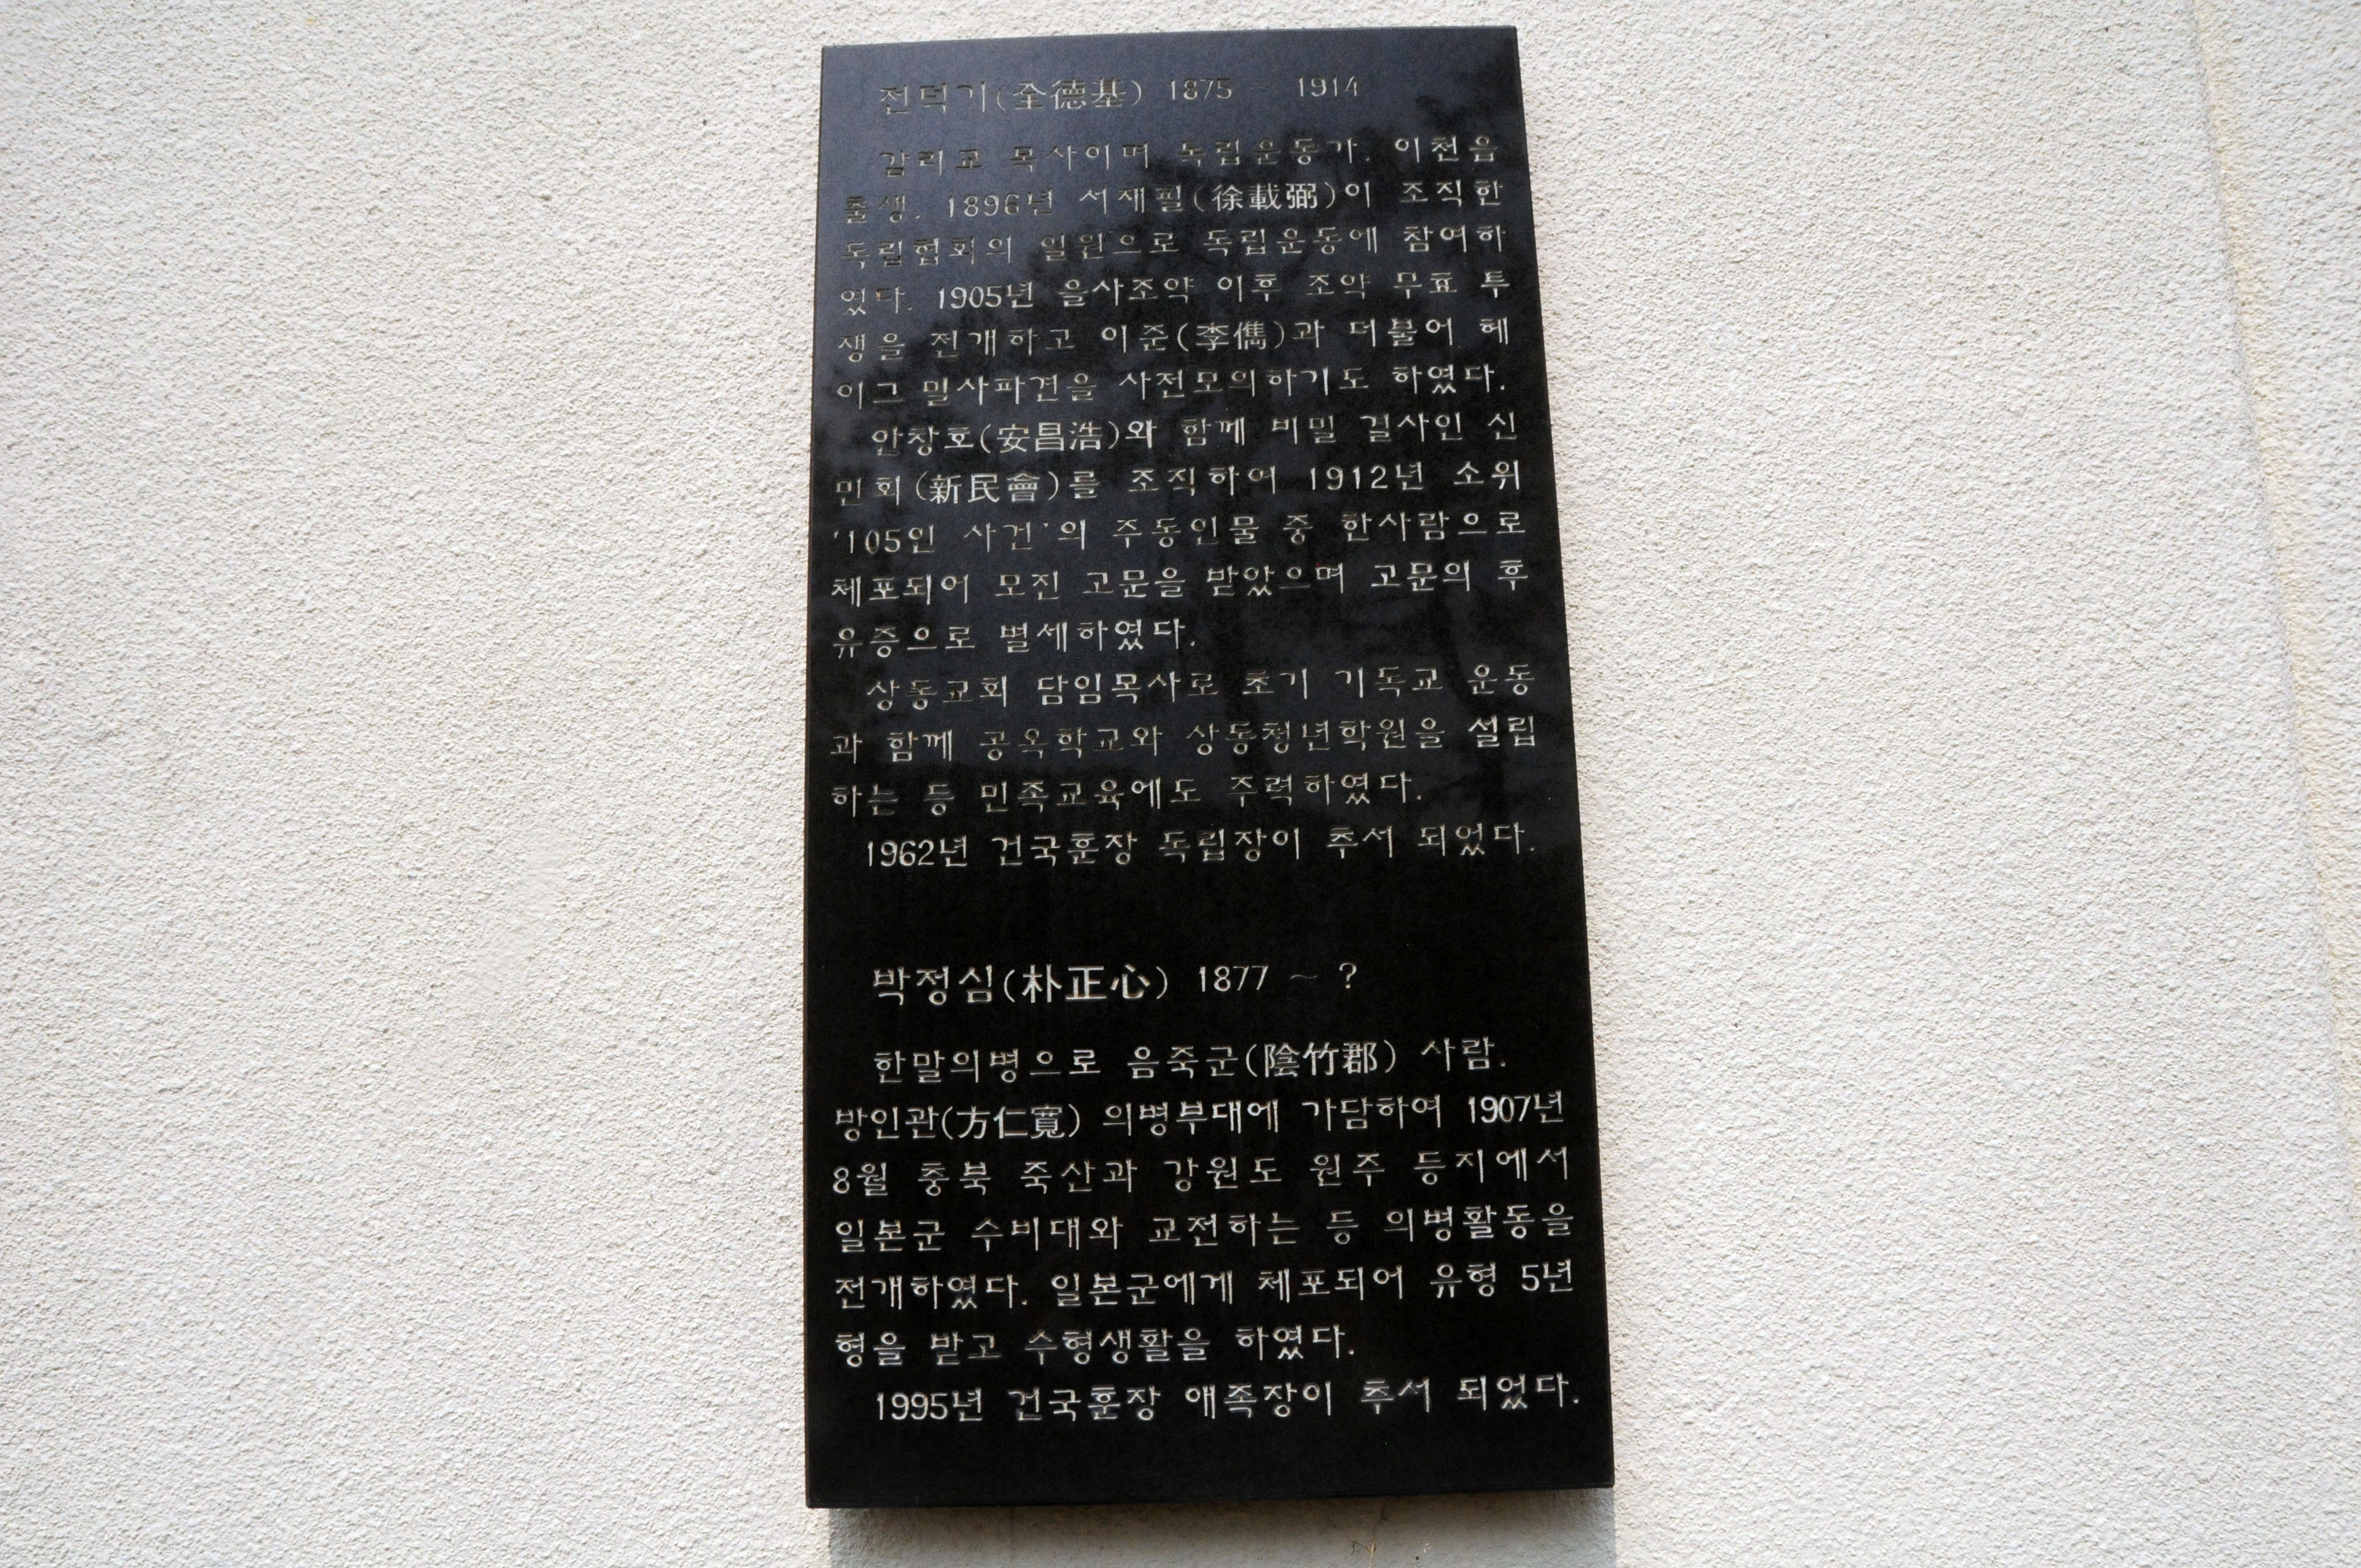 전덕기(全德基) 1875 ~ 1914
감리교 목사이며 독립운동가. 이천읍
출생. 1896년 서재필(徐載弼)이 조직한
독립협회의 일원으로 독립운동에 참여하
였다. 1905년 을사조약 이후 조약 무효 투
쟁을 전개하고 이준(李儁)과 더불어 헤
이그 밀사파견을 사전모의하기도 하였다.
안창호(安昌浩)와 함께 비밀 결사인 신
민회(新民會)를 조직하여 1912년 소위
'105인 사건'의 주동인물 중 한사람으로
체포되어 모진 고문을 받았으며 고문의 후
유증으로 별세하였다.
상동교회 담임목사로 초기 기독교 운동
과 함께 공옥학교와 상동청년학원을 설립
하는 등 민족교육에도 주력하였다.
1962년 건국훈장 독립장이 추서 되었다.
박정심(朴正心) 1877 ~ ?
한말의병으로 음죽군(陰竹郡) 사람.
방인관(方仁寬) 의병부대에 가담하여 1907년
8월 충북 죽산과 강원도 원주 등지에서
일본군 수비대와 교전하는 등 의병활동을
전개하였다. 일본군에게 체포되어 유형 5년
형을 받고 수형생활을 하였다.
1995년 건국훈장 애족장이 추서 되었다.